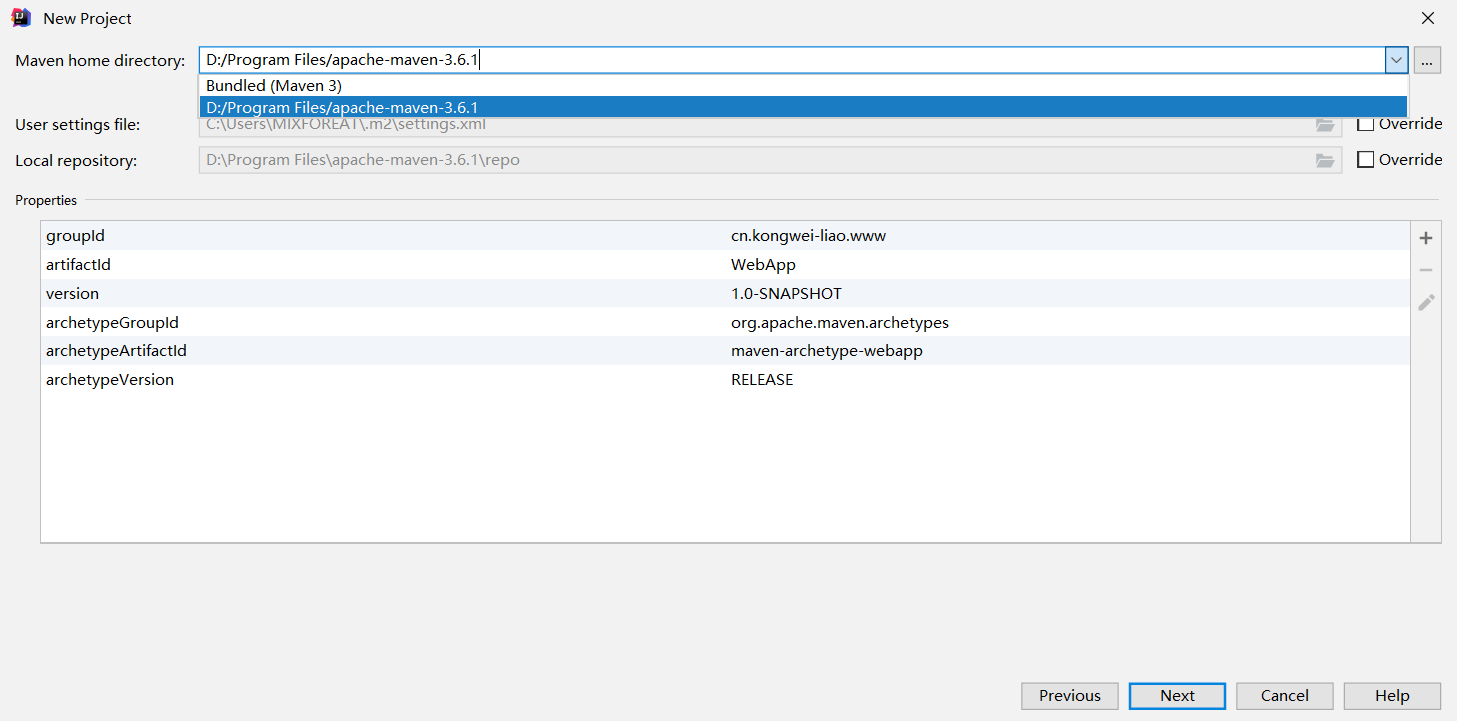 New Project
Maven home directory: D:/Program Files/apache-maven-3.6.1 ...
Bundled (Maven 3)
D:/Program Files/apache-maven-3.6.1
User settings file: C:\Users\MIXFOREAT\.m2\settings.xml Override
Local repository: D:\Program Files\apache-maven-3.6.1\repo Override
Properties
groupId cn.kongwei-liao.www
artifactId WebApp
version 1.0-SNAPSHOT
archetypeGroupId org.apache.maven.archetypes
archetypeArtifactId maven-archetype-webapp
archetypeVersion RELEASE
Previous Next Cancel Help